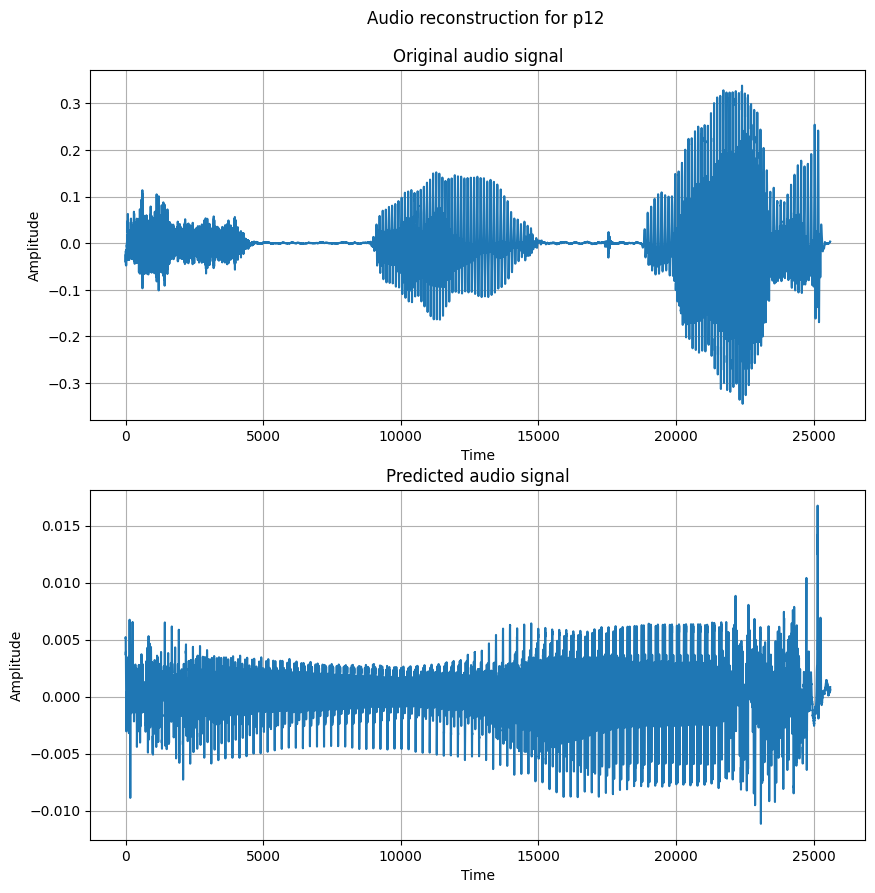 Audio reconstruction for p12
Original audio signal
0.3
0.2
0.1
0.0
−0.1
−0.2
−0.3
Amplitude
0 5000 10000 15000 20000 25000
Time
Predicted audio signal
0.015
0.010
0.005
0.000
−0.005
−0.010
Amplitude
0 5000 10000 15000 20000 25000
Time